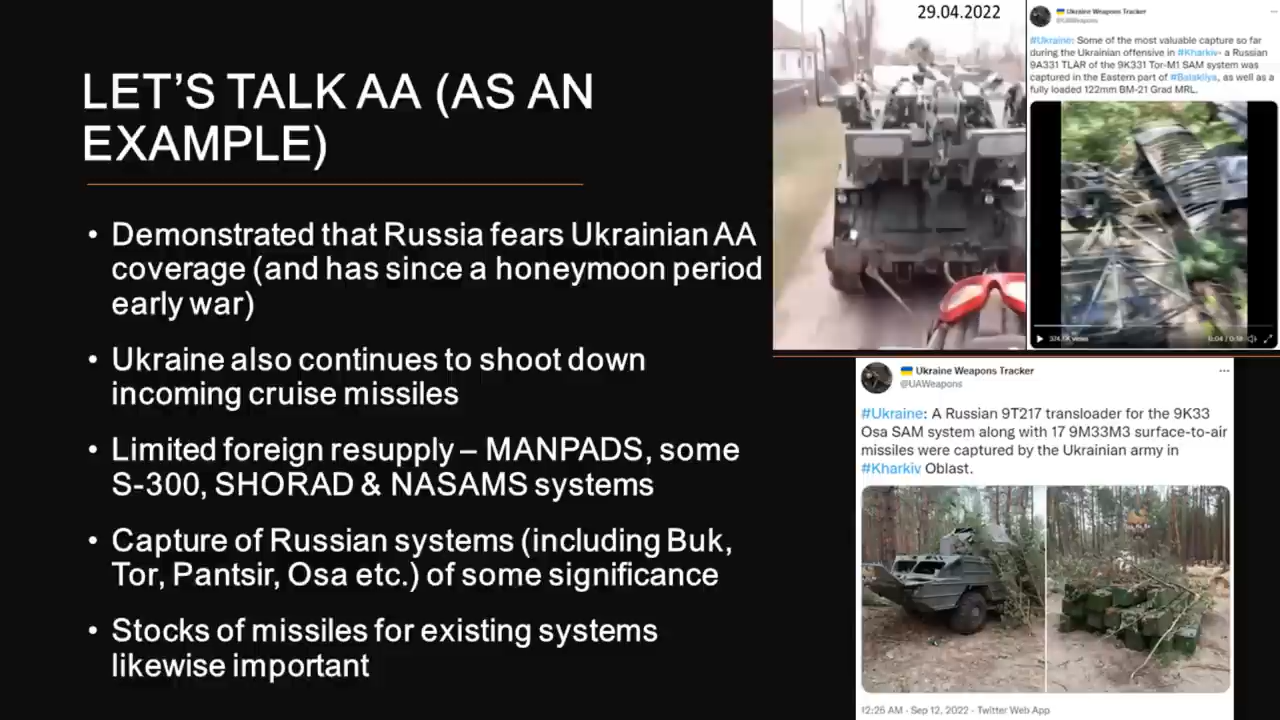 LET'S TALK AA (AS AN
EXAMPLE)
• Demonstrated that Russia fears Ukrainian AA
coverage (and has since a honeymoon period
early war)
• Ukraine also continues to shoot down
incoming cruise missiles
• Limited foreign resupply – MANPADS, some
S-300, SHORAD & NASAMS systems
• Capture of Russian systems (including Buk,
Tor, Pantsir, Osa etc.) of some significance
• Stocks of missiles for existing systems
likewise important
29.04.2022
Ukraine Weapons Tracker
@UAWeapons
#Ukraine: Some of the most valuable capture so far
during the Ukrainian offensive in #Kharkiv- a Russian
9A331 TLAR of the 9K331 Tor-M1 SAM system was
captured in the Eastern part of #Balakliya, as well as a
fully loaded 122mm BM-21 Grad MRL.
views
Ukraine Weapons Tracker
@UAWeapons
#Ukraine: A Russian 9T217 transloader for the 9K33
Osa SAM system along with 17 9M33M3 surface-to-air
missiles were captured by the Ukrainian army in
#Kharkiv Oblast.
12:26 AM · Sep 12, 2022 · Twitter Web App